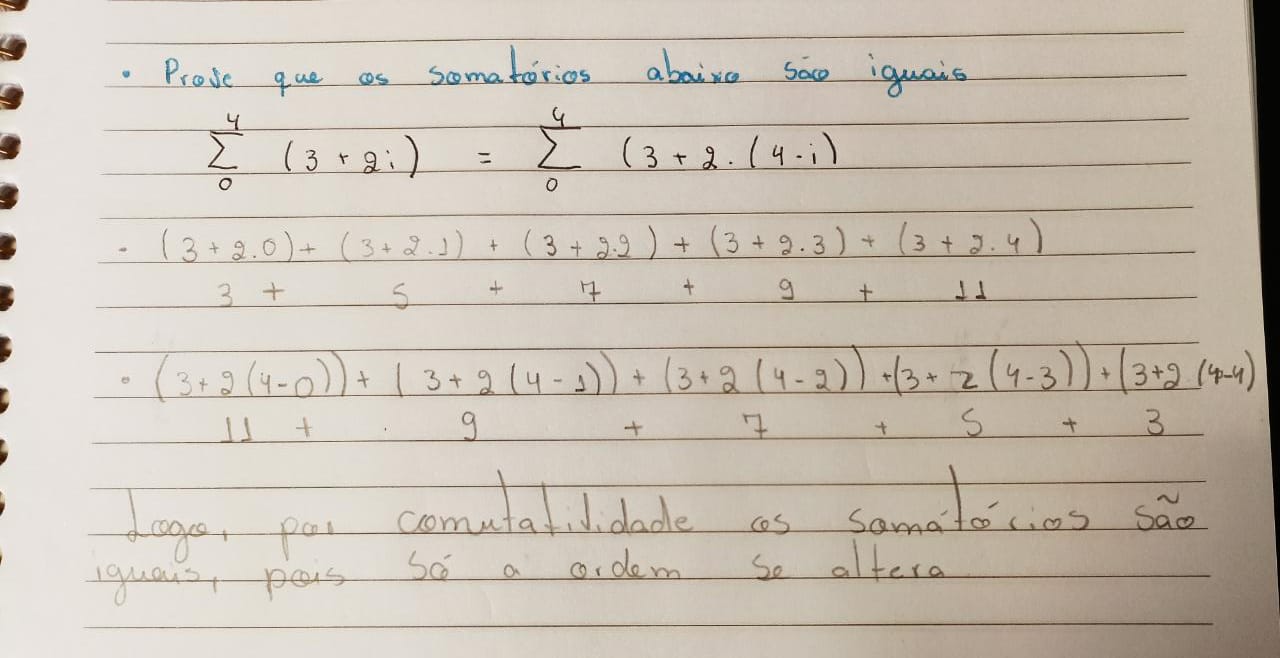 • Prove que os somatórios abaixo são iguais
4 4
Σ (3 + 2i) = Σ (3 + 2.(4-i)
0 0
- (3 + 2.0) + (3 + 2.1) + (3 + 2.2) + (3 + 2.3) + (3 + 2.4)
3 + 5 + 7 + 9 + 11
• (3+2(4-0)) + (3+2(4-1)) + (3+2(4-2)) + (3+2(4-3)) + (3+2.(4-4)
11 + 9 + 7 + 5 + 3
Logo, por comutatividade os somátórios são
iguais, pois só a ordem se altera